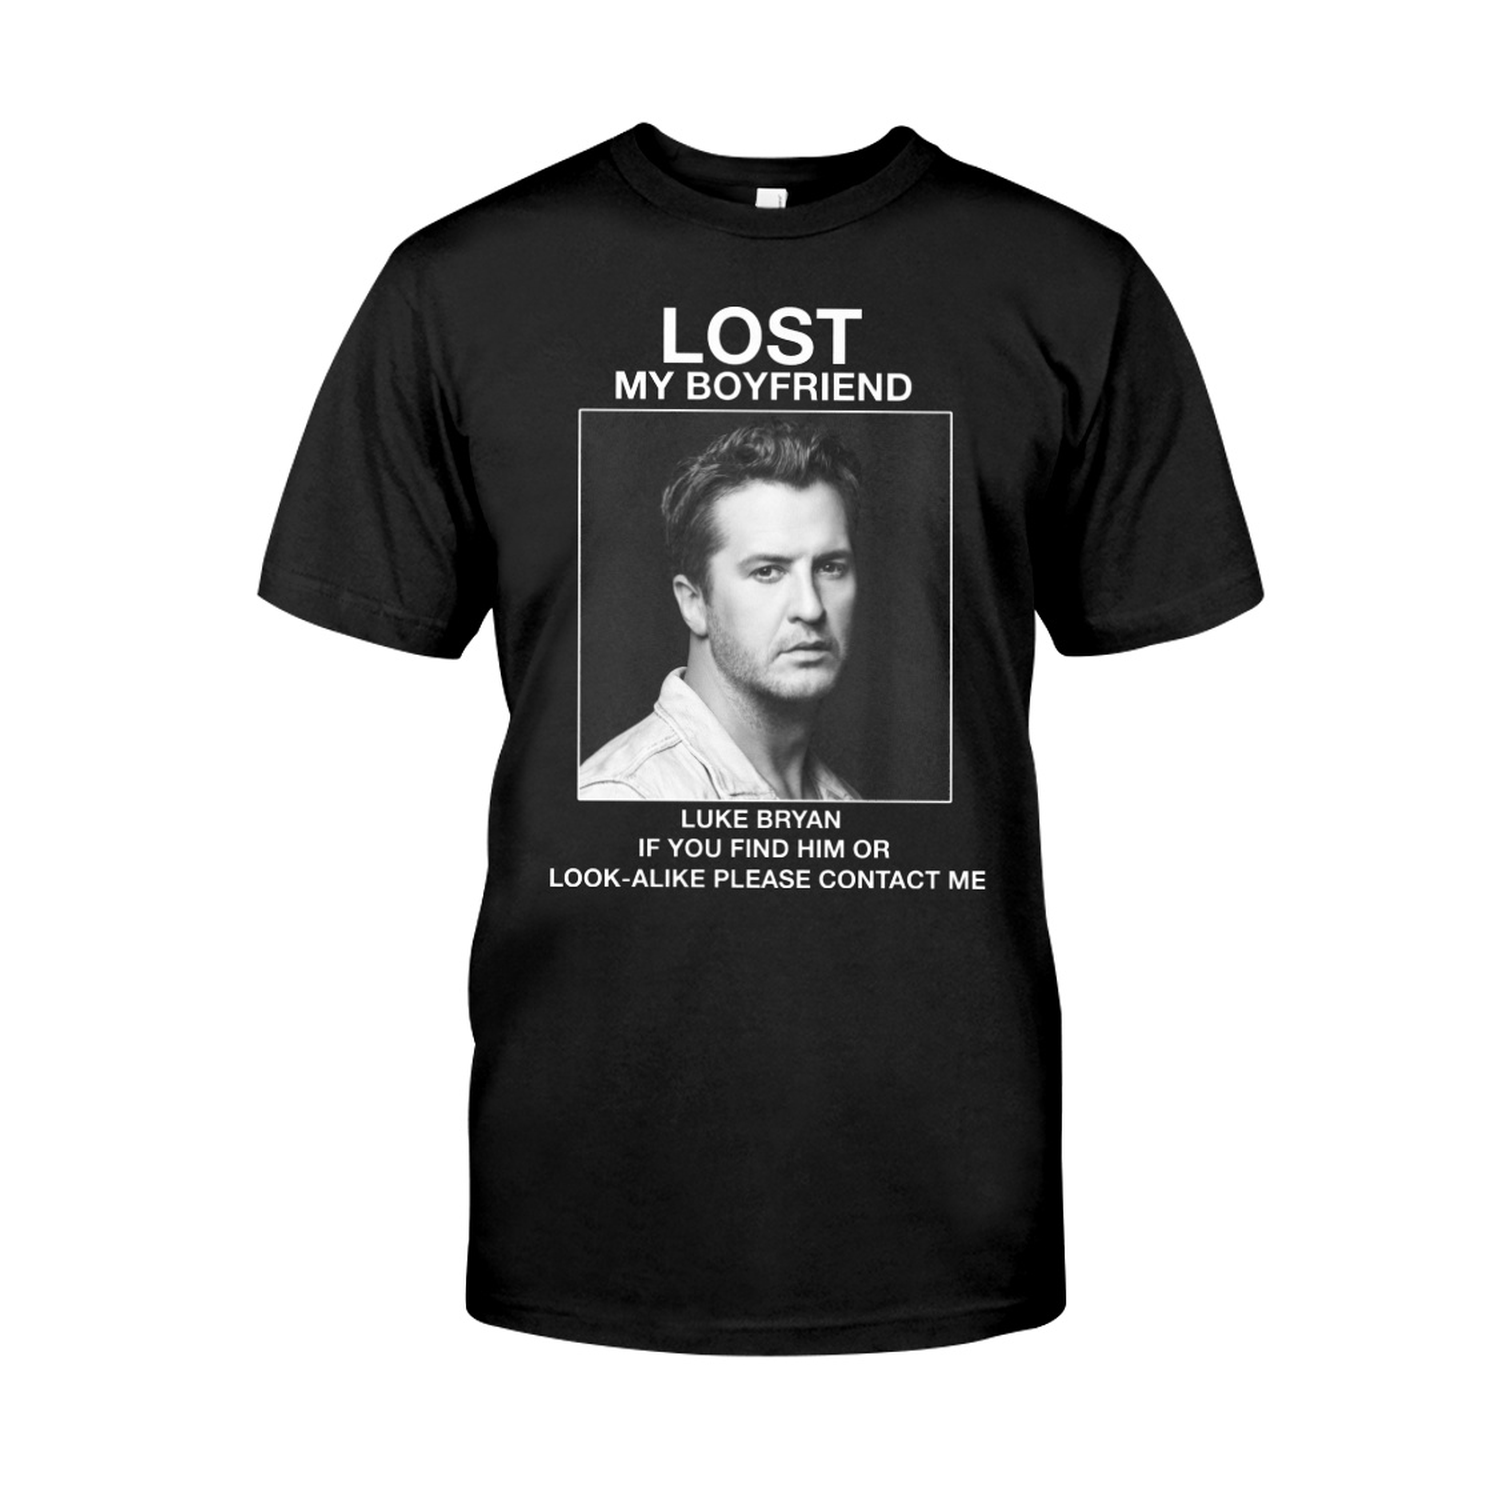 LOST
MY BOYFRIEND
LUKE BRYAN
IF YOU FIND HIM OR
LOOK-ALIKE PLEASE CONTACT ME